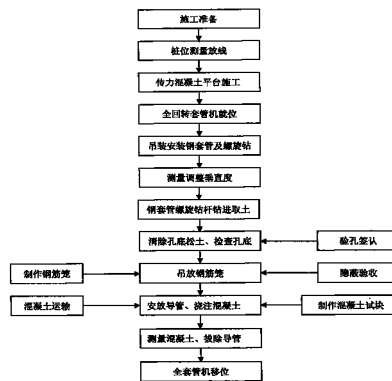 施工准备
桩位测量放线
传力混凝土平台施工
全回转套管机就位
吊装安装钢套管及螺旋钻
测量调整垂直度
钢套管螺旋钻杆钻进取土
清除孔底松土、检查孔底
验孔签认
制作钢筋笼
吊放钢筋笼
隐蔽验收
混凝土运输
安放导管、浇注混凝土
制作混凝土试块
测量混凝土、拔除导管
全套管机移位